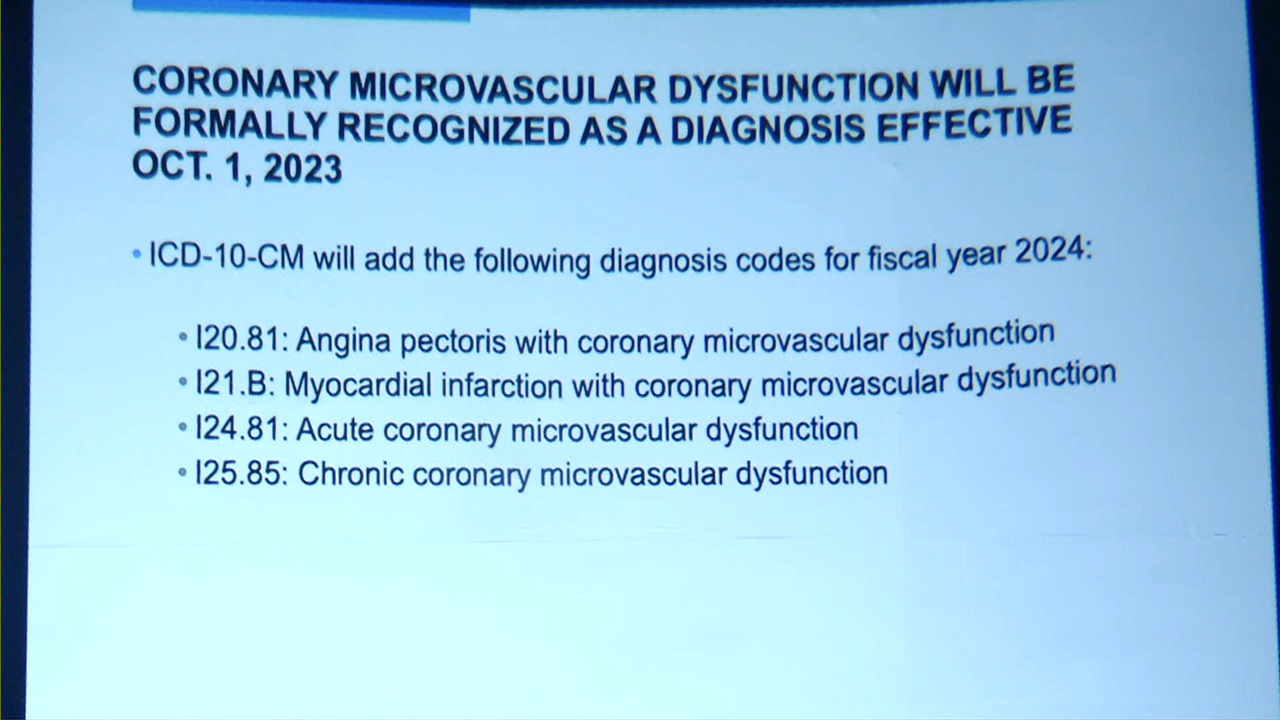 CORONARY MICROVASCULAR DYSFUNCTION WILL BE
FORMALLY RECOGNIZED AS A DIAGNOSIS EFFECTIVE
OCT. 1, 2023
• ICD-10-CM will add the following diagnosis codes for fiscal year 2024:
• I20.81: Angina pectoris with coronary microvascular dysfunction
• I21.B: Myocardial infarction with coronary microvascular dysfunction
• I24.81: Acute coronary microvascular dysfunction
• I25.85: Chronic coronary microvascular dysfunction